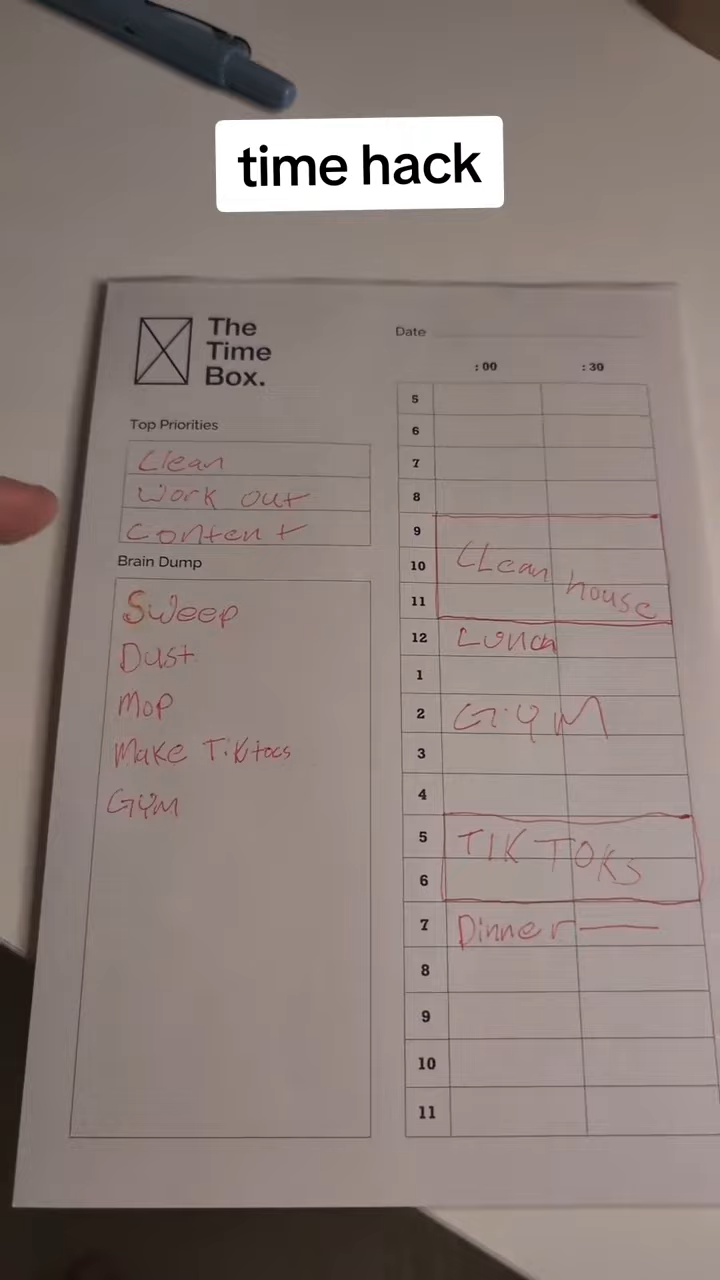 time hack
The
Time
Box.
Date
:00 :30
Top Priorities
Clean
Work out
Content
Brain Dump
Sweep
Dust
Mop
Make Tiktocs
GYM
5
6
7
8
9
10 CLean house
11
12 Lunch
1
2 GYM
3
4
5 TIK TOKS
6
7 Dinner
8
9
10
11